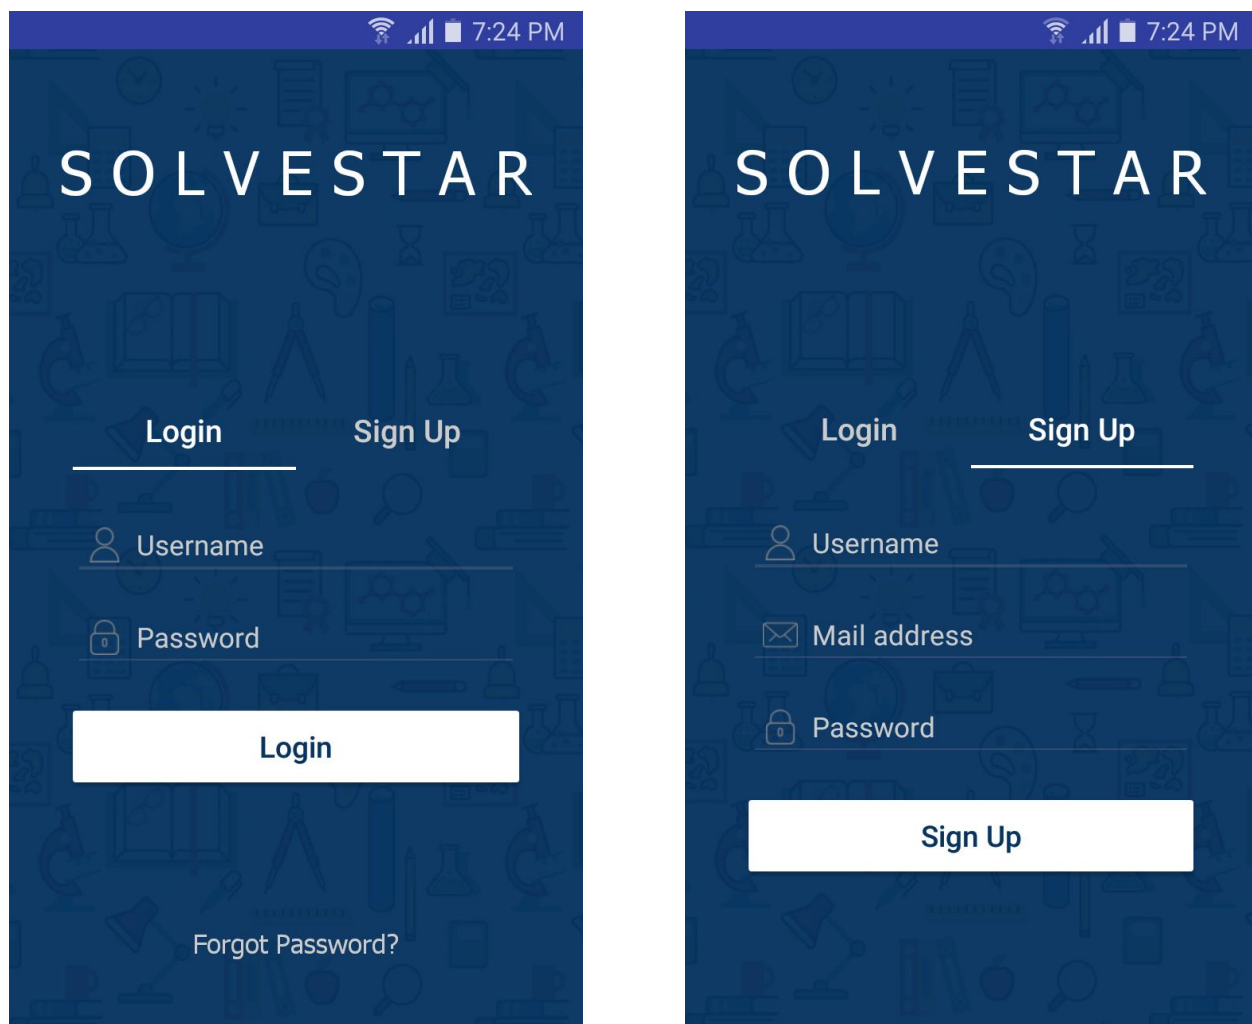 7:24 PM
SOLVESTAR
Login
Sign Up
Username
Password
Login
Forgot Password?
7:24 PM
SOLVESTAR
Login
Sign Up
Username
Mail address
Password
Sign Up